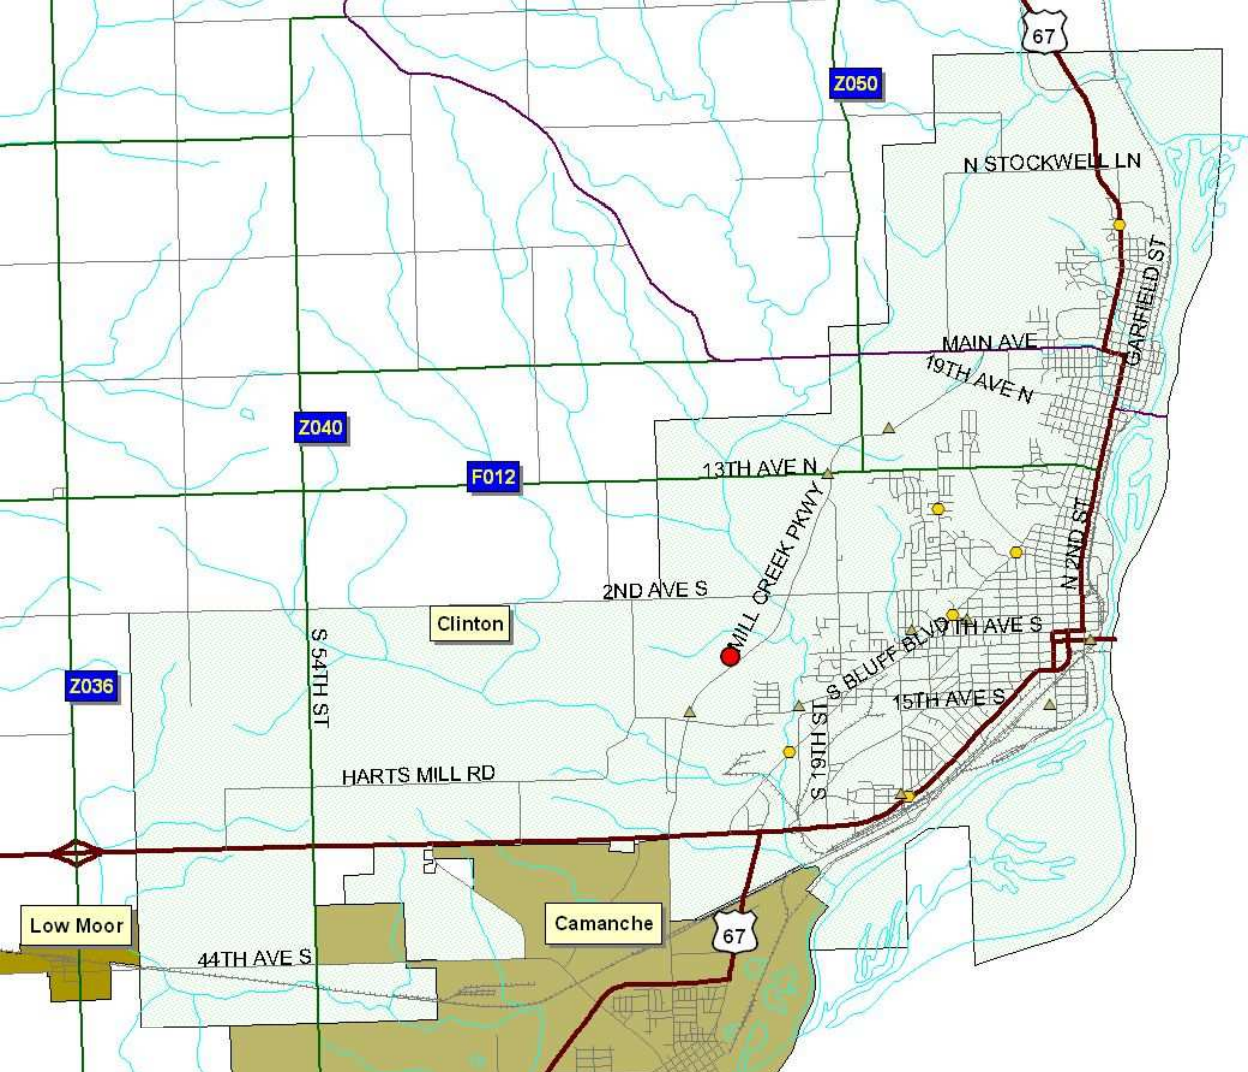 67
Z050
N STOCKWELL LN
GARFIELD ST
MAIN AVE
19TH AVE N
Z040
F012
13TH AVE N
MILL CREEK PKWY
N 2ND ST
2ND AVE S
Clinton
TH AVE S
S BLUFF BLVD
S 54TH ST
Z036
15TH AVE S
S 19TH ST
HARTS MILL RD
Low Moor
Camanche
67
44TH AVE S